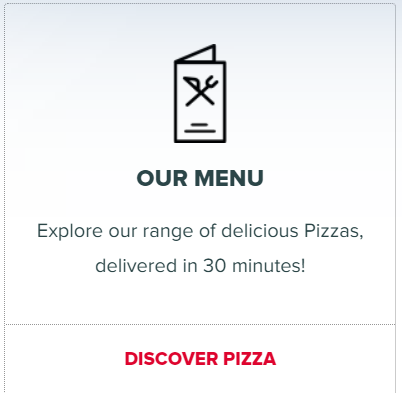 OUR MENU
Explore our range of delicious Pizzas,
delivered in 30 minutes!
DISCOVER PIZZA